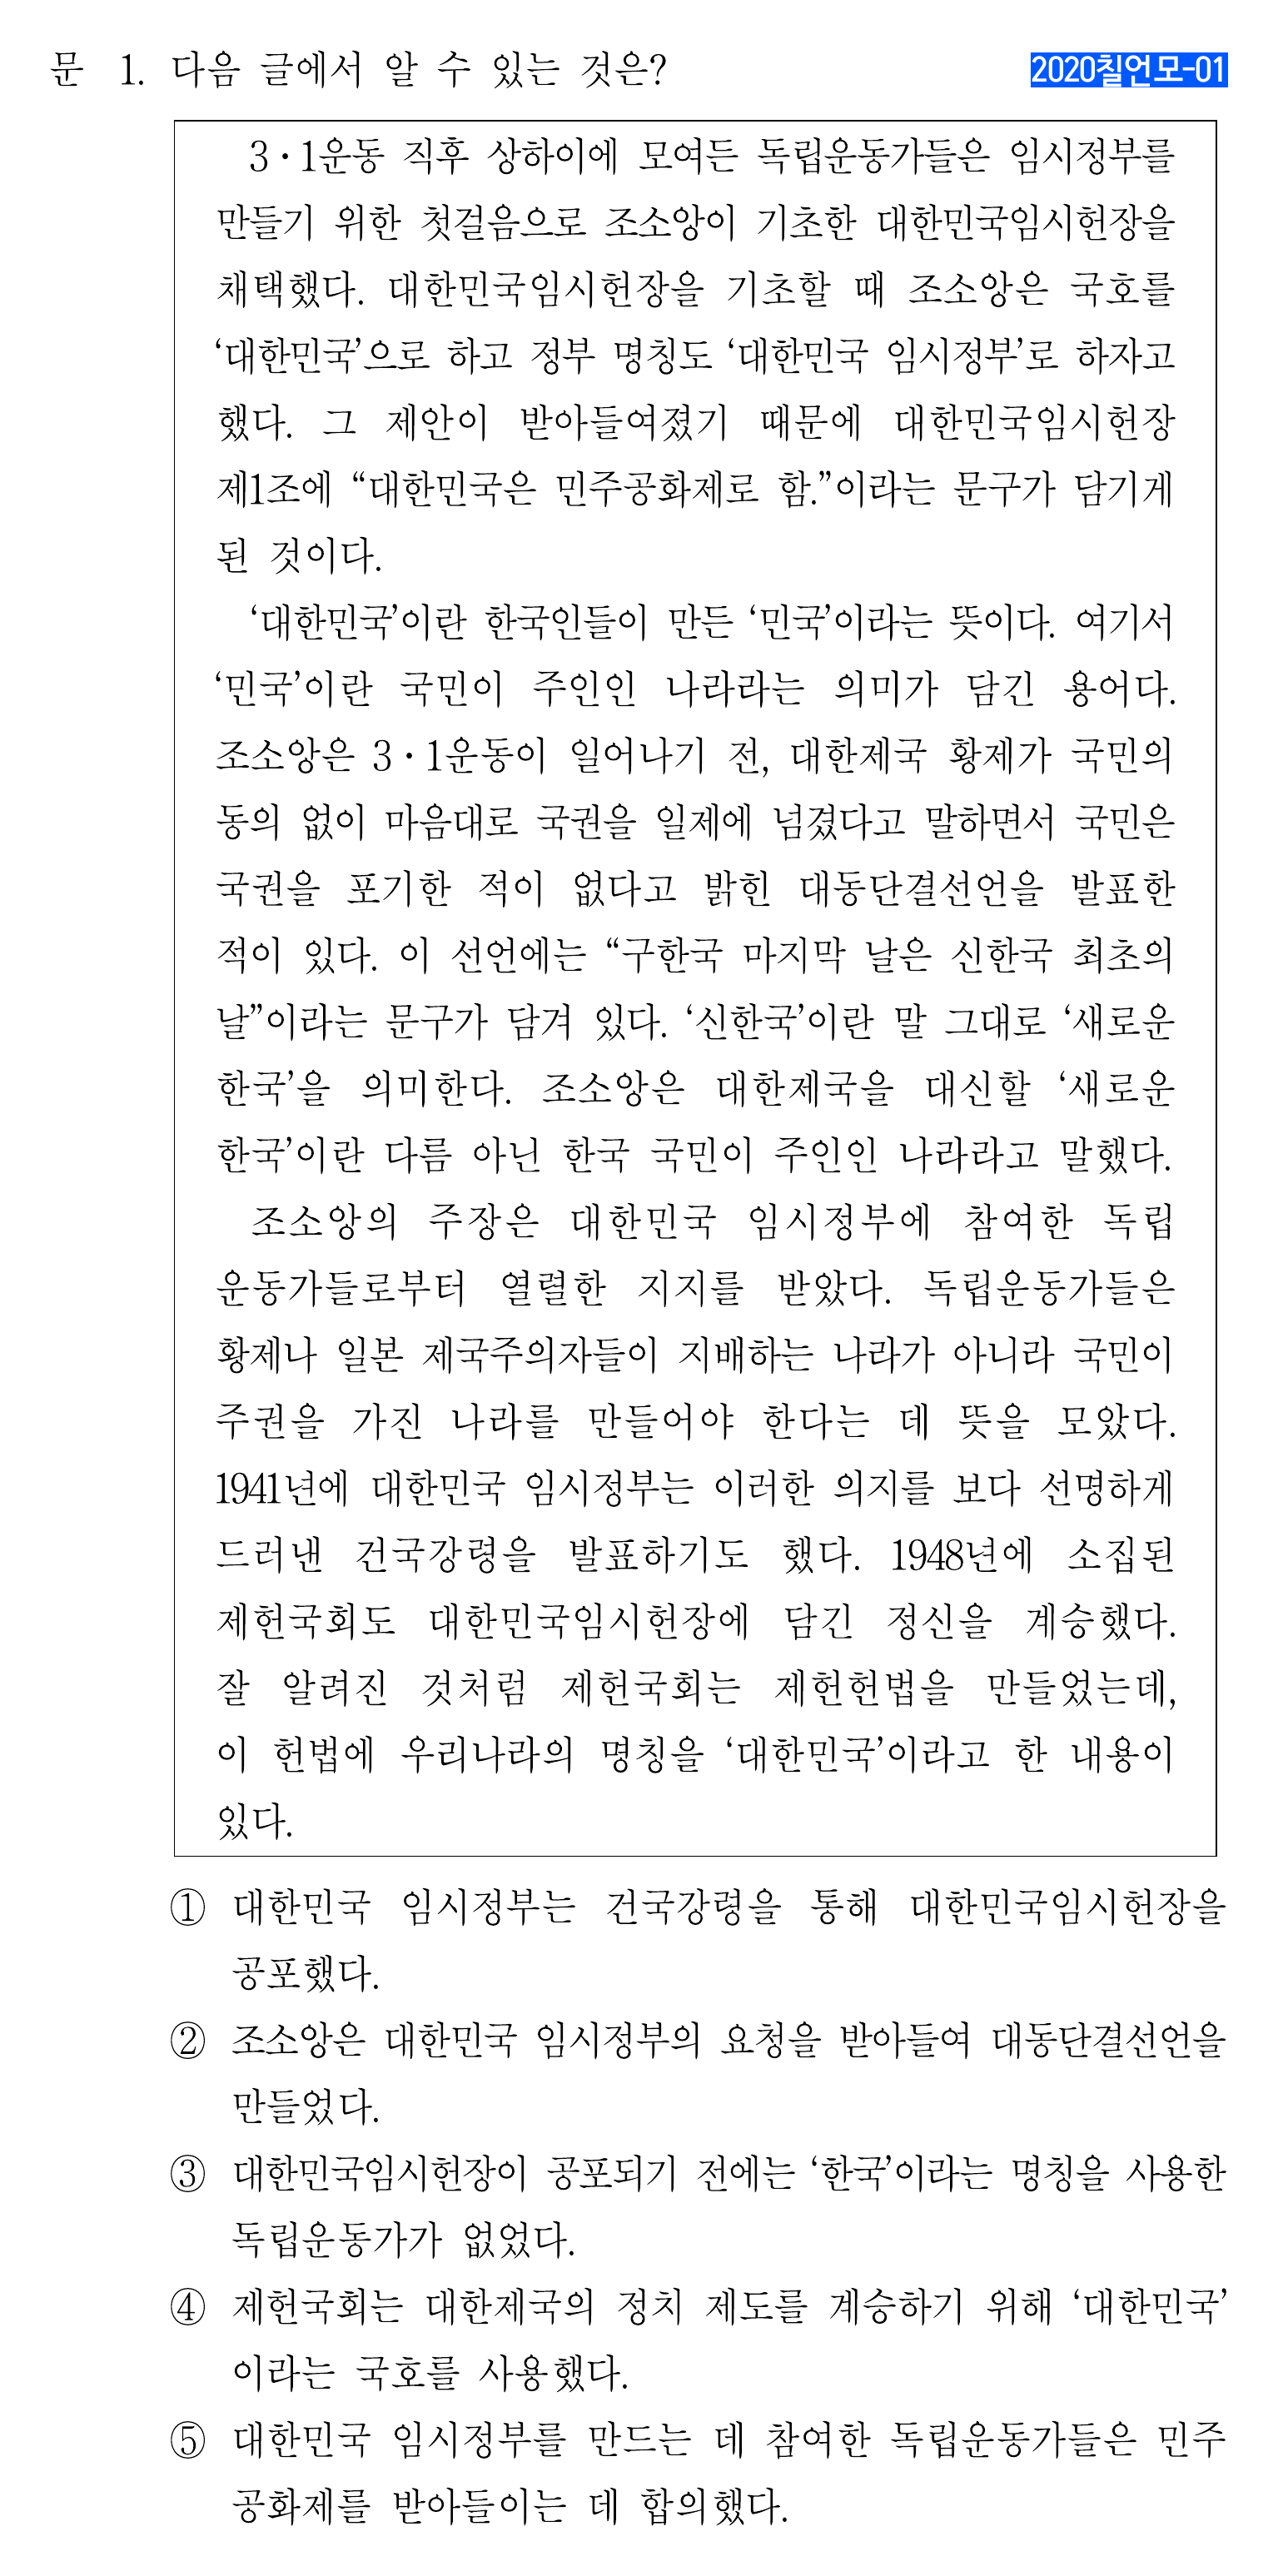 문 1. 다음 글에서 알 수 있는 것은?
2020칠언모-01
3·1운동 직후 상하이에 모여든 독립운동가들은 임시정부를
만들기 위한 첫걸음으로 조소앙이 기초한 대한민국임시헌장을
채택했다. 대한민국임시헌장을 기초할 때 조소앙은 국호를
‘대한민국’으로 하고 정부 명칭도 ‘대한민국 임시정부’로 하자고
했다. 그 제안이 받아들여졌기 때문에 대한민국임시헌장
제1조에 “대한민국은 민주공화제로 함.”이라는 문구가 담기게
된 것이다.
‘대한민국’이란 한국인들이 만든 ‘민국’이라는 뜻이다. 여기서
‘민국’이란 국민이 주인인 나라라는 의미가 담긴 용어다.
조소앙은 3·1운동이 일어나기 전, 대한제국 황제가 국민의
동의 없이 마음대로 국권을 일제에 넘겼다고 말하면서 국민은
국권을 포기한 적이 없다고 밝힌 대동단결선언을 발표한
적이 있다. 이 선언에는 “구한국 마지막 날은 신한국 최초의
날”이라는 문구가 담겨 있다. ‘신한국’이란 말 그대로 ‘새로운
한국’을 의미한다. 조소앙은 대한제국을 대신할 ‘새로운
한국’이란 다름 아닌 한국 국민이 주인인 나라라고 말했다.
조소앙의 주장은 대한민국 임시정부에 참여한 독립
운동가들로부터 열렬한 지지를 받았다. 독립운동가들은
황제나 일본 제국주의자들이 지배하는 나라가 아니라 국민이
주권을 가진 나라를 만들어야 한다는 데 뜻을 모았다.
1941년에 대한민국 임시정부는 이러한 의지를 보다 선명하게
드러낸 건국강령을 발표하기도 했다. 1948년에 소집된
제헌국회도 대한민국임시헌장에 담긴 정신을 계승했다.
잘 알려진 것처럼 제헌국회는 제헌헌법을 만들었는데,
이 헌법에 우리나라의 명칭을 ‘대한민국’이라고 한 내용이
있다.
① 대한민국 임시정부는 건국강령을 통해 대한민국임시헌장을
공포했다.
② 조소앙은 대한민국 임시정부의 요청을 받아들여 대동단결선언을
만들었다.
③ 대한민국임시헌장이 공포되기 전에는 ‘한국’이라는 명칭을 사용한
독립운동가가 없었다.
④ 제헌국회는 대한제국의 정치 제도를 계승하기 위해 ‘대한민국’
이라는 국호를 사용했다.
⑤ 대한민국 임시정부를 만드는 데 참여한 독립운동가들은 민주
공화제를 받아들이는 데 합의했다.